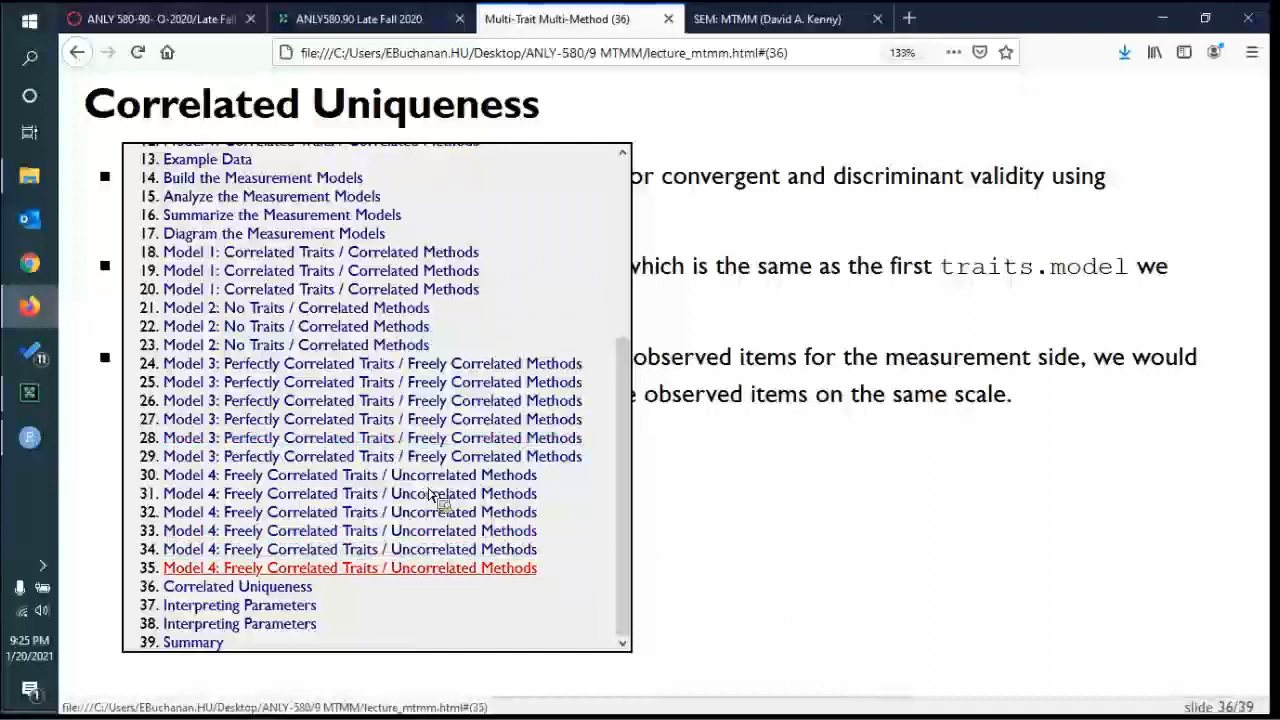 ANLY 580-90- O-2020/Late Fall
ANLY580.90 Late Fall 2020
Multi-Trait Multi-Method (36)
SEM: MTMM (David A. Kenny)
file:///C:/Users/EBuchanan.HU/Desktop/ANLY-580/9 MTMM/lecture_mtmm.html#(36)
133%
Correlated Uniqueness
13. Example Data
or convergent and discriminant validity using
14. Build the Measurement Models
15. Analyze the Measurement Models
16. Summarize the Measurement Models
17. Diagram the Measurement Models
18. Model 1: Correlated Traits / Correlated Methods
which is the same as the first traits.model we
19. Model 1: Correlated Traits / Correlated Methods
20. Model 1: Correlated Traits / Correlated Methods
21. Model 2: No Traits / Correlated Methods
22. Model 2: No Traits / Correlated Methods
23. Model 2: No Traits / Correlated Methods
observed items for the measurement side, we would
24. Model 3: Perfectly Correlated Traits / Freely Correlated Methods
25. Model 3: Perfectly Correlated Traits / Freely Correlated Methods
observed items on the same scale.
26. Model 3: Perfectly Correlated Traits / Freely Correlated Methods
27. Model 3: Perfectly Correlated Traits / Freely Correlated Methods
28. Model 3: Perfectly Correlated Traits / Freely Correlated Methods
29. Model 3: Perfectly Correlated Traits / Freely Correlated Methods
30. Model 4: Freely Correlated Traits / Uncorrelated Methods
31. Model 4: Freely Correlated Traits / Uncorrelated Methods
32. Model 4: Freely Correlated Traits / Uncorrelated Methods
33. Model 4: Freely Correlated Traits / Uncorrelated Methods
34. Model 4: Freely Correlated Traits / Uncorrelated Methods
35. Model 4: Freely Correlated Traits / Uncorrelated Methods
36. Correlated Uniqueness
37. Interpreting Parameters
38. Interpreting Parameters
39. Summary
11
9:25 PM
1/20/2021
1
file:///C:/Users/EBuchanan.HU/Desktop/ANLY-580/9 MTMM/lecture_mtmm.html#(35)
slide 36/39